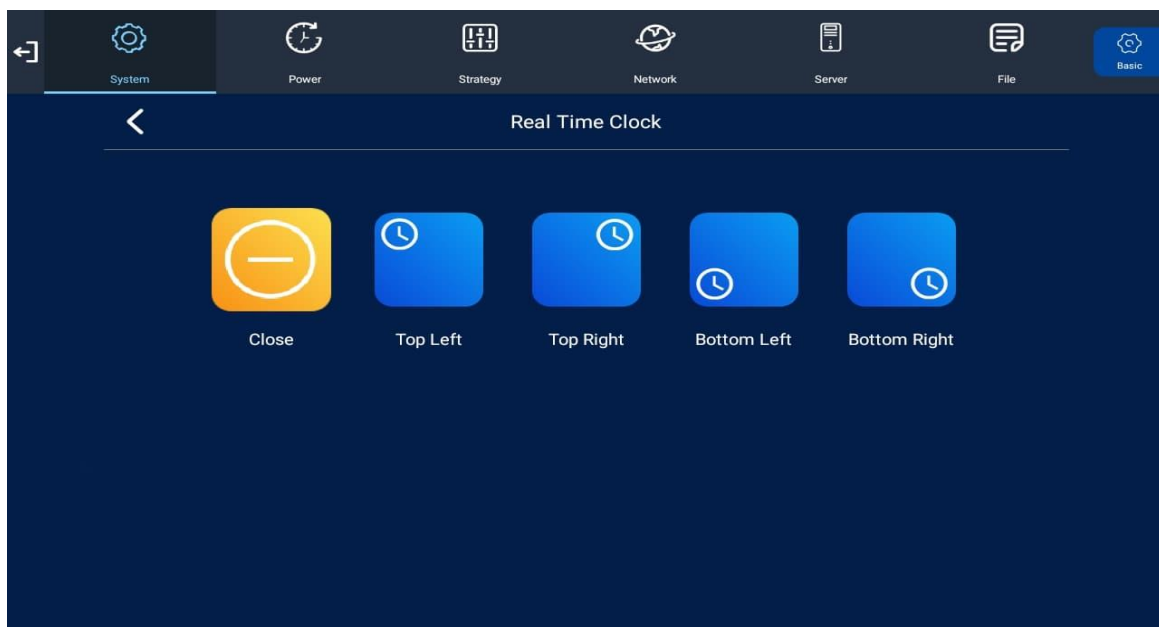 System
Power
Strategy
Network
Server
File
Basic
Real Time Clock
Close
Top Left
Top Right
Bottom Left
Bottom Right